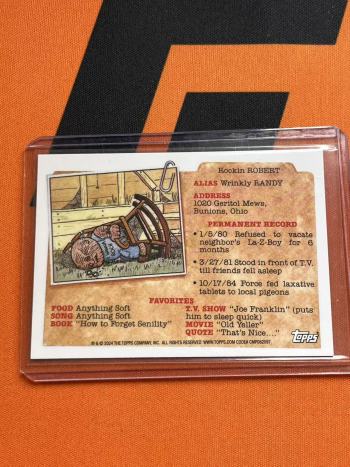 Rockin ROBERT
ALIAS Wrinkly RANDY
ADDRESS
1020 Geritol Mews,
Bunions, Ohio
PERMANENT RECORD
• 1/5/80 Refused to vacate
neighbor's La-Z-Boy for 6
months
• 3/27/81 Stood in front of T.V.
till friends fell asleep
• 10/17/84 Force fed laxative
tablets to local pigeons
FAVORITES
FOOD Anything Soft
SONG Anything Soft
BOOK "How to Forget Senility"
T.V. SHOW "Joe Franklin" (puts
him to sleep quick)
MOVIE "Old Yeller"
QUOTE "That's Nice...."
TOPPS
® & © 2024 THE TOPPS COMPANY, INC. ALL RIGHTS RESERVED. WWW.TOPPS.COM CODE#